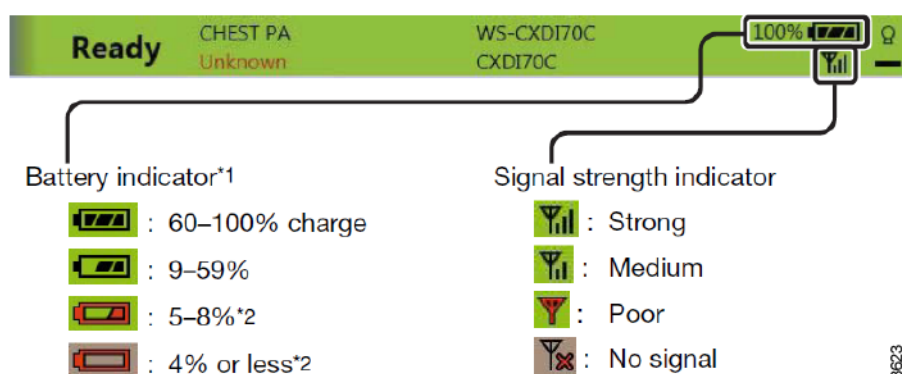 Ready CHEST PA WS-CXDI70C 100%
Unknown CXDI70C
Battery indicator*1 Signal strength indicator
: 60–100% charge : Strong
: 9–59% : Medium
: 5–8%*2 : Poor
: 4% or less*2 : No signal